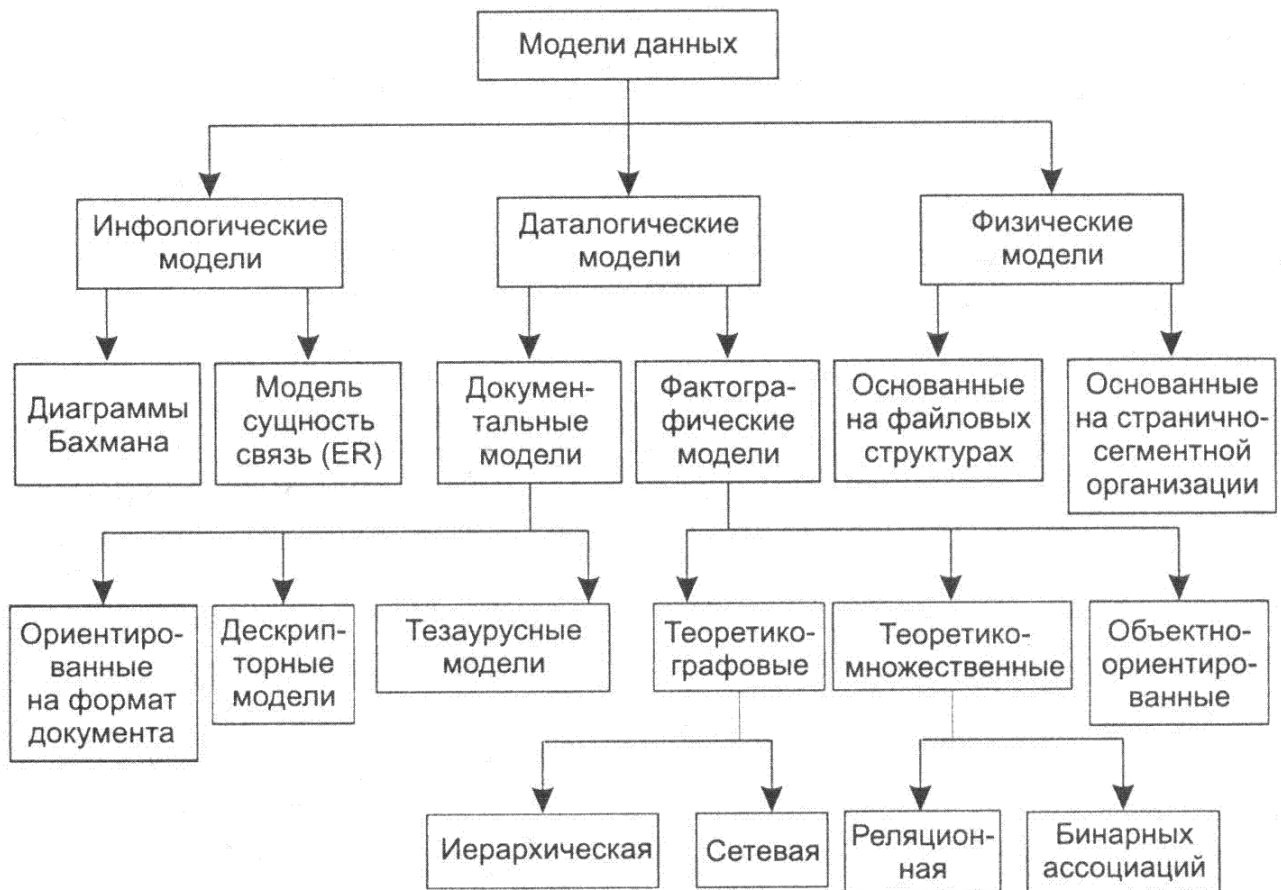 Модели данных
Инфологические
модели
Даталогические
модели
Физические
модели
Диаграммы
Бахмана
Модель
сущность
связь (ER)
Докумен-
тальные
модели
Фактогра-
фические
модели
Основанные
на файловых
структурах
Основанные
на странично-
сегментной
организации
Ориентиро-
ванные
на формат
документа
Дескрип-
торные
модели
Тезаурусные
модели
Теоретико-
графовые
Теоретико-
множественные
Объектно-
ориентиро-
ванные
Иерархическая
Сетевая
Реляцион-
ная
Бинарных
ассоциаций